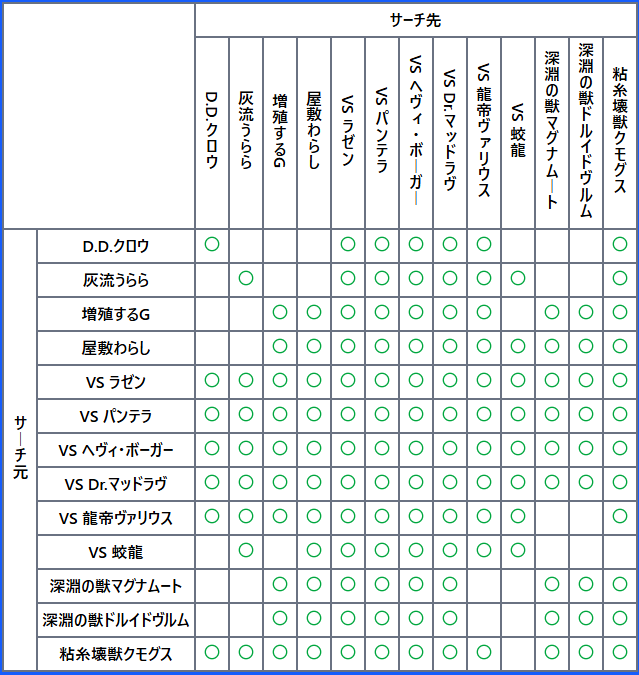 サーチ先
D.D.クロウ
灰流うらら
増殖するG
屋敷わらし
VS ラゼン
VS パンテラ
VS ヘヴィ・ボーガー
VS Dr.マッドラヴ
VS 龍帝ヴァリウス
VS 蛟龍
深淵の獣マグナムート
深淵の獣ドルイドヴルム
粘糸壊獣クモグス
サーチ元
D.D.クロウ ○ ○ ○ ○ ○ ○ ○
灰流うらら ○ ○ ○ ○ ○ ○ ○ ○
増殖するG ○ ○ ○ ○ ○ ○ ○ ○ ○ ○
屋敷わらし ○ ○ ○ ○ ○ ○ ○ ○ ○ ○ ○
VS ラゼン ○ ○ ○ ○ ○ ○ ○ ○ ○ ○ ○ ○ ○
VS パンテラ ○ ○ ○ ○ ○ ○ ○ ○ ○ ○ ○ ○ ○
VS ヘヴィ・ボーガー ○ ○ ○ ○ ○ ○ ○ ○ ○ ○ ○ ○ ○
VS Dr.マッドラヴ ○ ○ ○ ○ ○ ○ ○ ○ ○ ○ ○ ○ ○
VS 龍帝ヴァリウス ○ ○ ○ ○ ○ ○ ○ ○ ○ ○ ○
VS 蛟龍 ○ ○ ○ ○ ○ ○ ○ ○
深淵の獣マグナムート ○ ○ ○ ○ ○ ○ ○ ○ ○
深淵の獣ドルイドヴルム ○ ○ ○ ○ ○ ○ ○ ○ ○
粘糸壊獣クモグス ○ ○ ○ ○ ○ ○ ○ ○ ○ ○ ○ ○